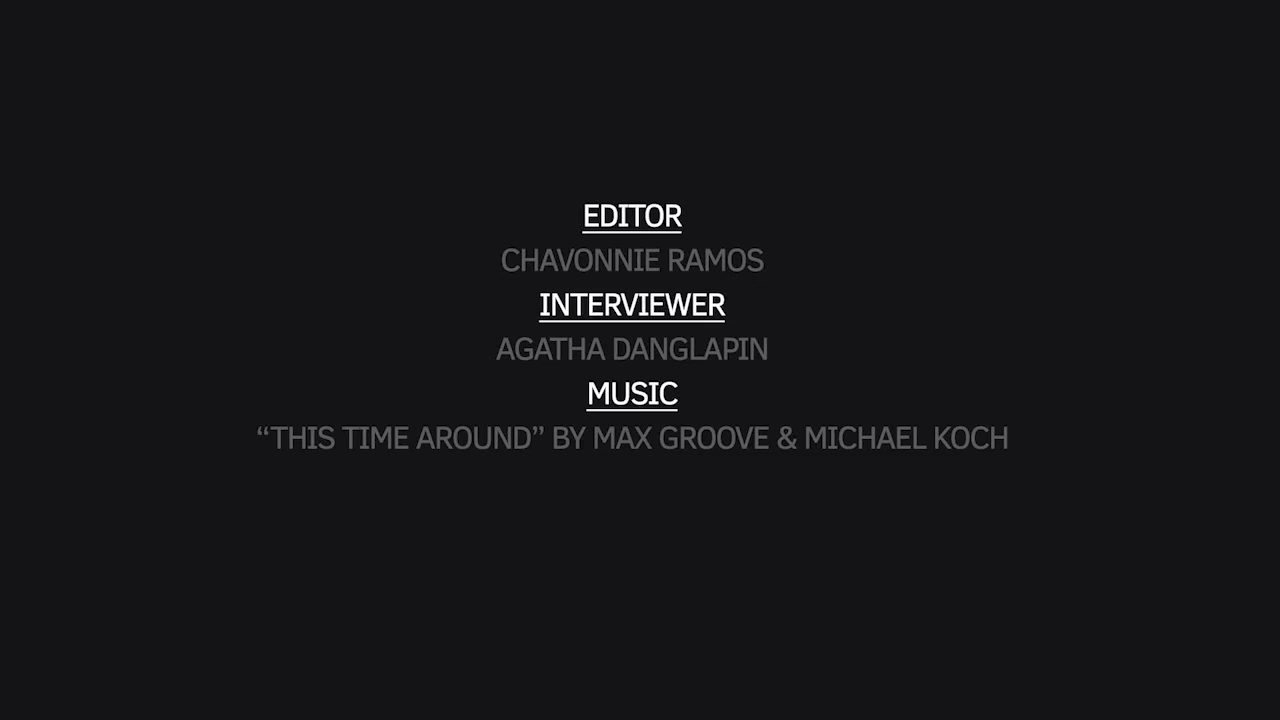 EDITOR
CHAVONNIE RAMOS
INTERVIEWER
AGATHA DANGLAPIN
MUSIC
“THIS TIME AROUND” BY MAX GROOVE & MICHAEL KOCH